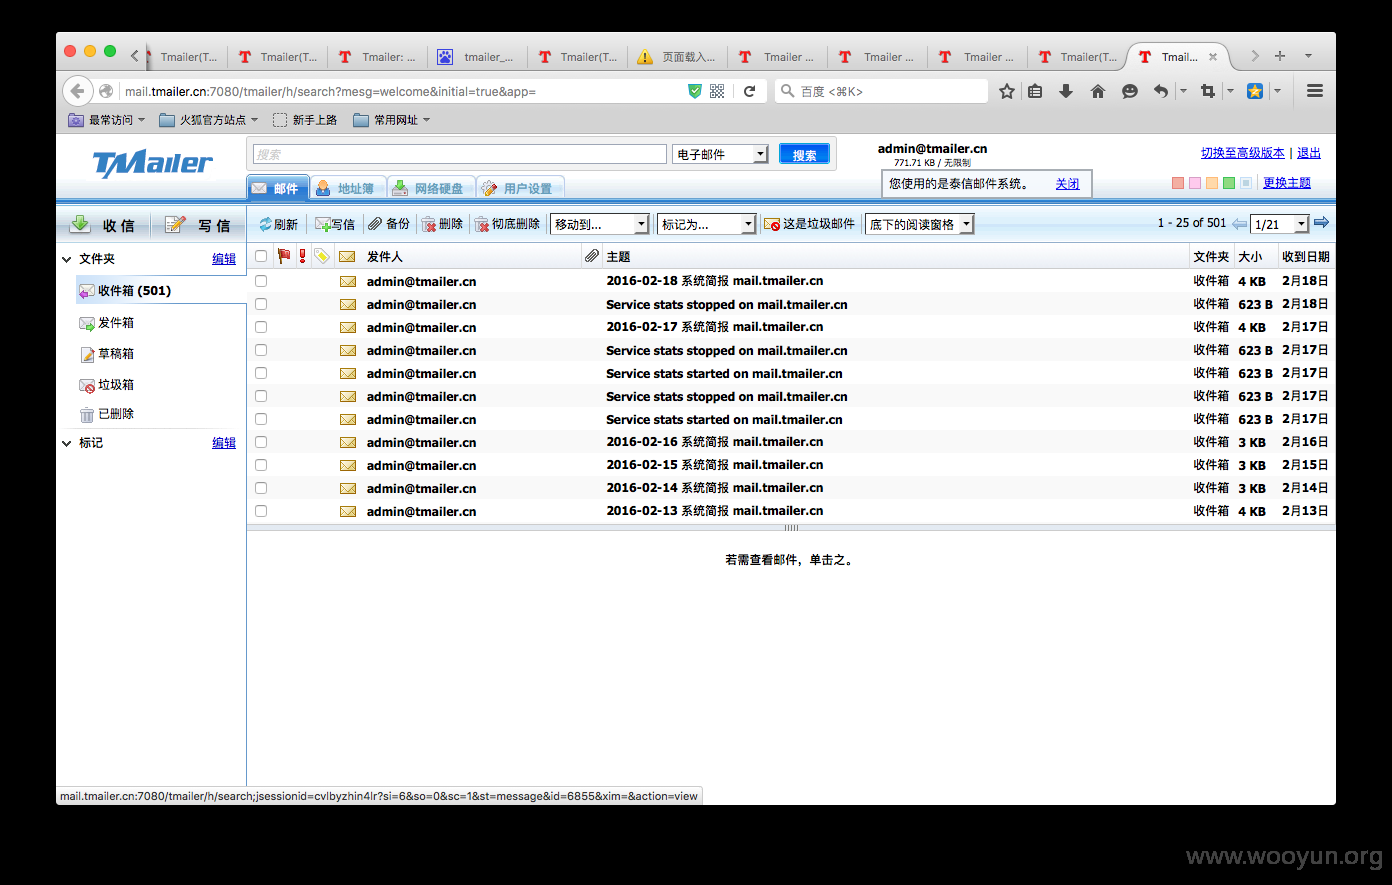 Tmailer(T... Tmailer(T... Tmailer: ... tmailer_... Tmailer(T... 页面载入... Tmailer ... Tmailer ... Tmailer ... Tmailer(T... Tmail...
mail.tmailer.cn:7080/tmailer/h/search?mesg=welcome&initial=true&app= 百度 <⌘K>
最常访问 火狐官方站点 新手上路 常用网址
TMailer 搜索 电子邮件 搜索
admin@tmailer.cn
771.71 KB / 无限制
切换至高级版本 | 退出
您使用的是泰信邮件系统。 关闭
更换主题
邮件 地址簿 网络硬盘 用户设置
收信 写信 刷新 写信 备份 删除 彻底删除 移动到... 标记为... 这是垃圾邮件 底下的阅读窗格 1 - 25 of 501 1/21
文件夹 编辑
收件箱 (501)
发件箱
草稿箱
垃圾箱
已删除
标记 编辑
发件人 主题 文件夹 大小 收到日期
admin@tmailer.cn 2016-02-18 系统简报 mail.tmailer.cn 收件箱 4 KB 2月18日
admin@tmailer.cn Service stats stopped on mail.tmailer.cn 收件箱 623 B 2月18日
admin@tmailer.cn 2016-02-17 系统简报 mail.tmailer.cn 收件箱 4 KB 2月17日
admin@tmailer.cn Service stats stopped on mail.tmailer.cn 收件箱 623 B 2月17日
admin@tmailer.cn Service stats started on mail.tmailer.cn 收件箱 623 B 2月17日
admin@tmailer.cn Service stats stopped on mail.tmailer.cn 收件箱 623 B 2月17日
admin@tmailer.cn Service stats started on mail.tmailer.cn 收件箱 623 B 2月17日
admin@tmailer.cn 2016-02-16 系统简报 mail.tmailer.cn 收件箱 3 KB 2月16日
admin@tmailer.cn 2016-02-15 系统简报 mail.tmailer.cn 收件箱 3 KB 2月15日
admin@tmailer.cn 2016-02-14 系统简报 mail.tmailer.cn 收件箱 3 KB 2月14日
admin@tmailer.cn 2016-02-13 系统简报 mail.tmailer.cn 收件箱 4 KB 2月13日
若需查看邮件，单击之。
mail.tmailer.cn:7080/tmailer/h/search;jsessionid=cvlbyzhin4lr?si=6&so=0&sc=1&st=message&id=6855&xim=&action=view
www.wooyun.org